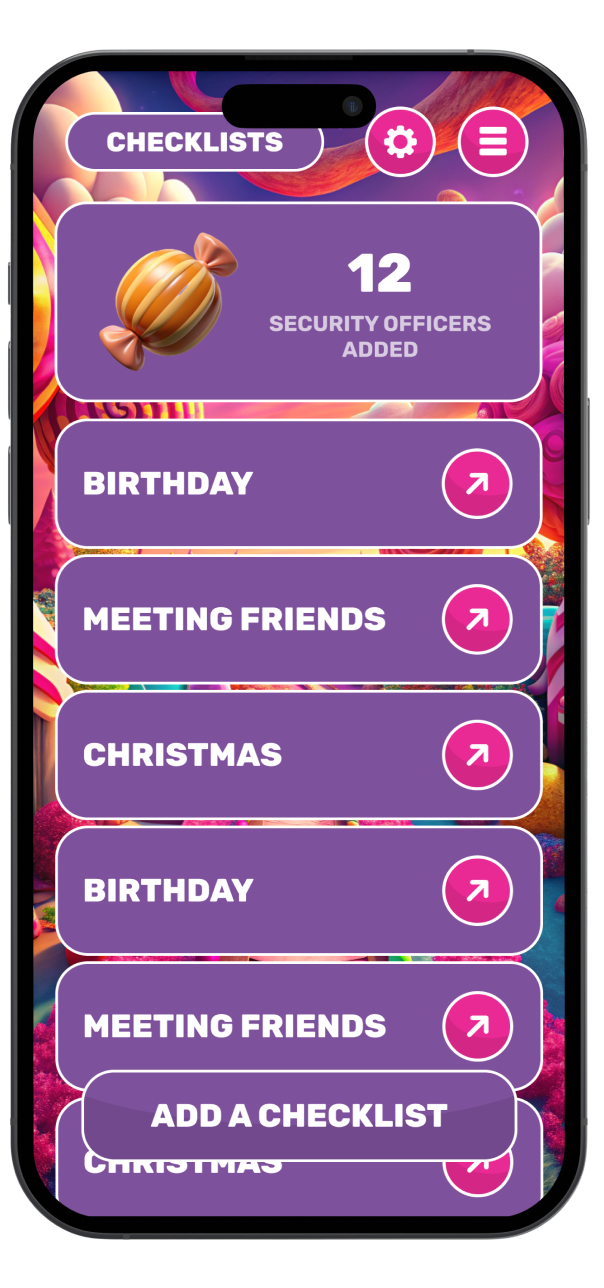 CHECKLISTS
12
SECURITY OFFICERS
ADDED
BIRTHDAY
MEETING FRIENDS
CHRISTMAS
BIRTHDAY
MEETING FRIENDS
ADD A CHECKLIST
CHRISTMAS